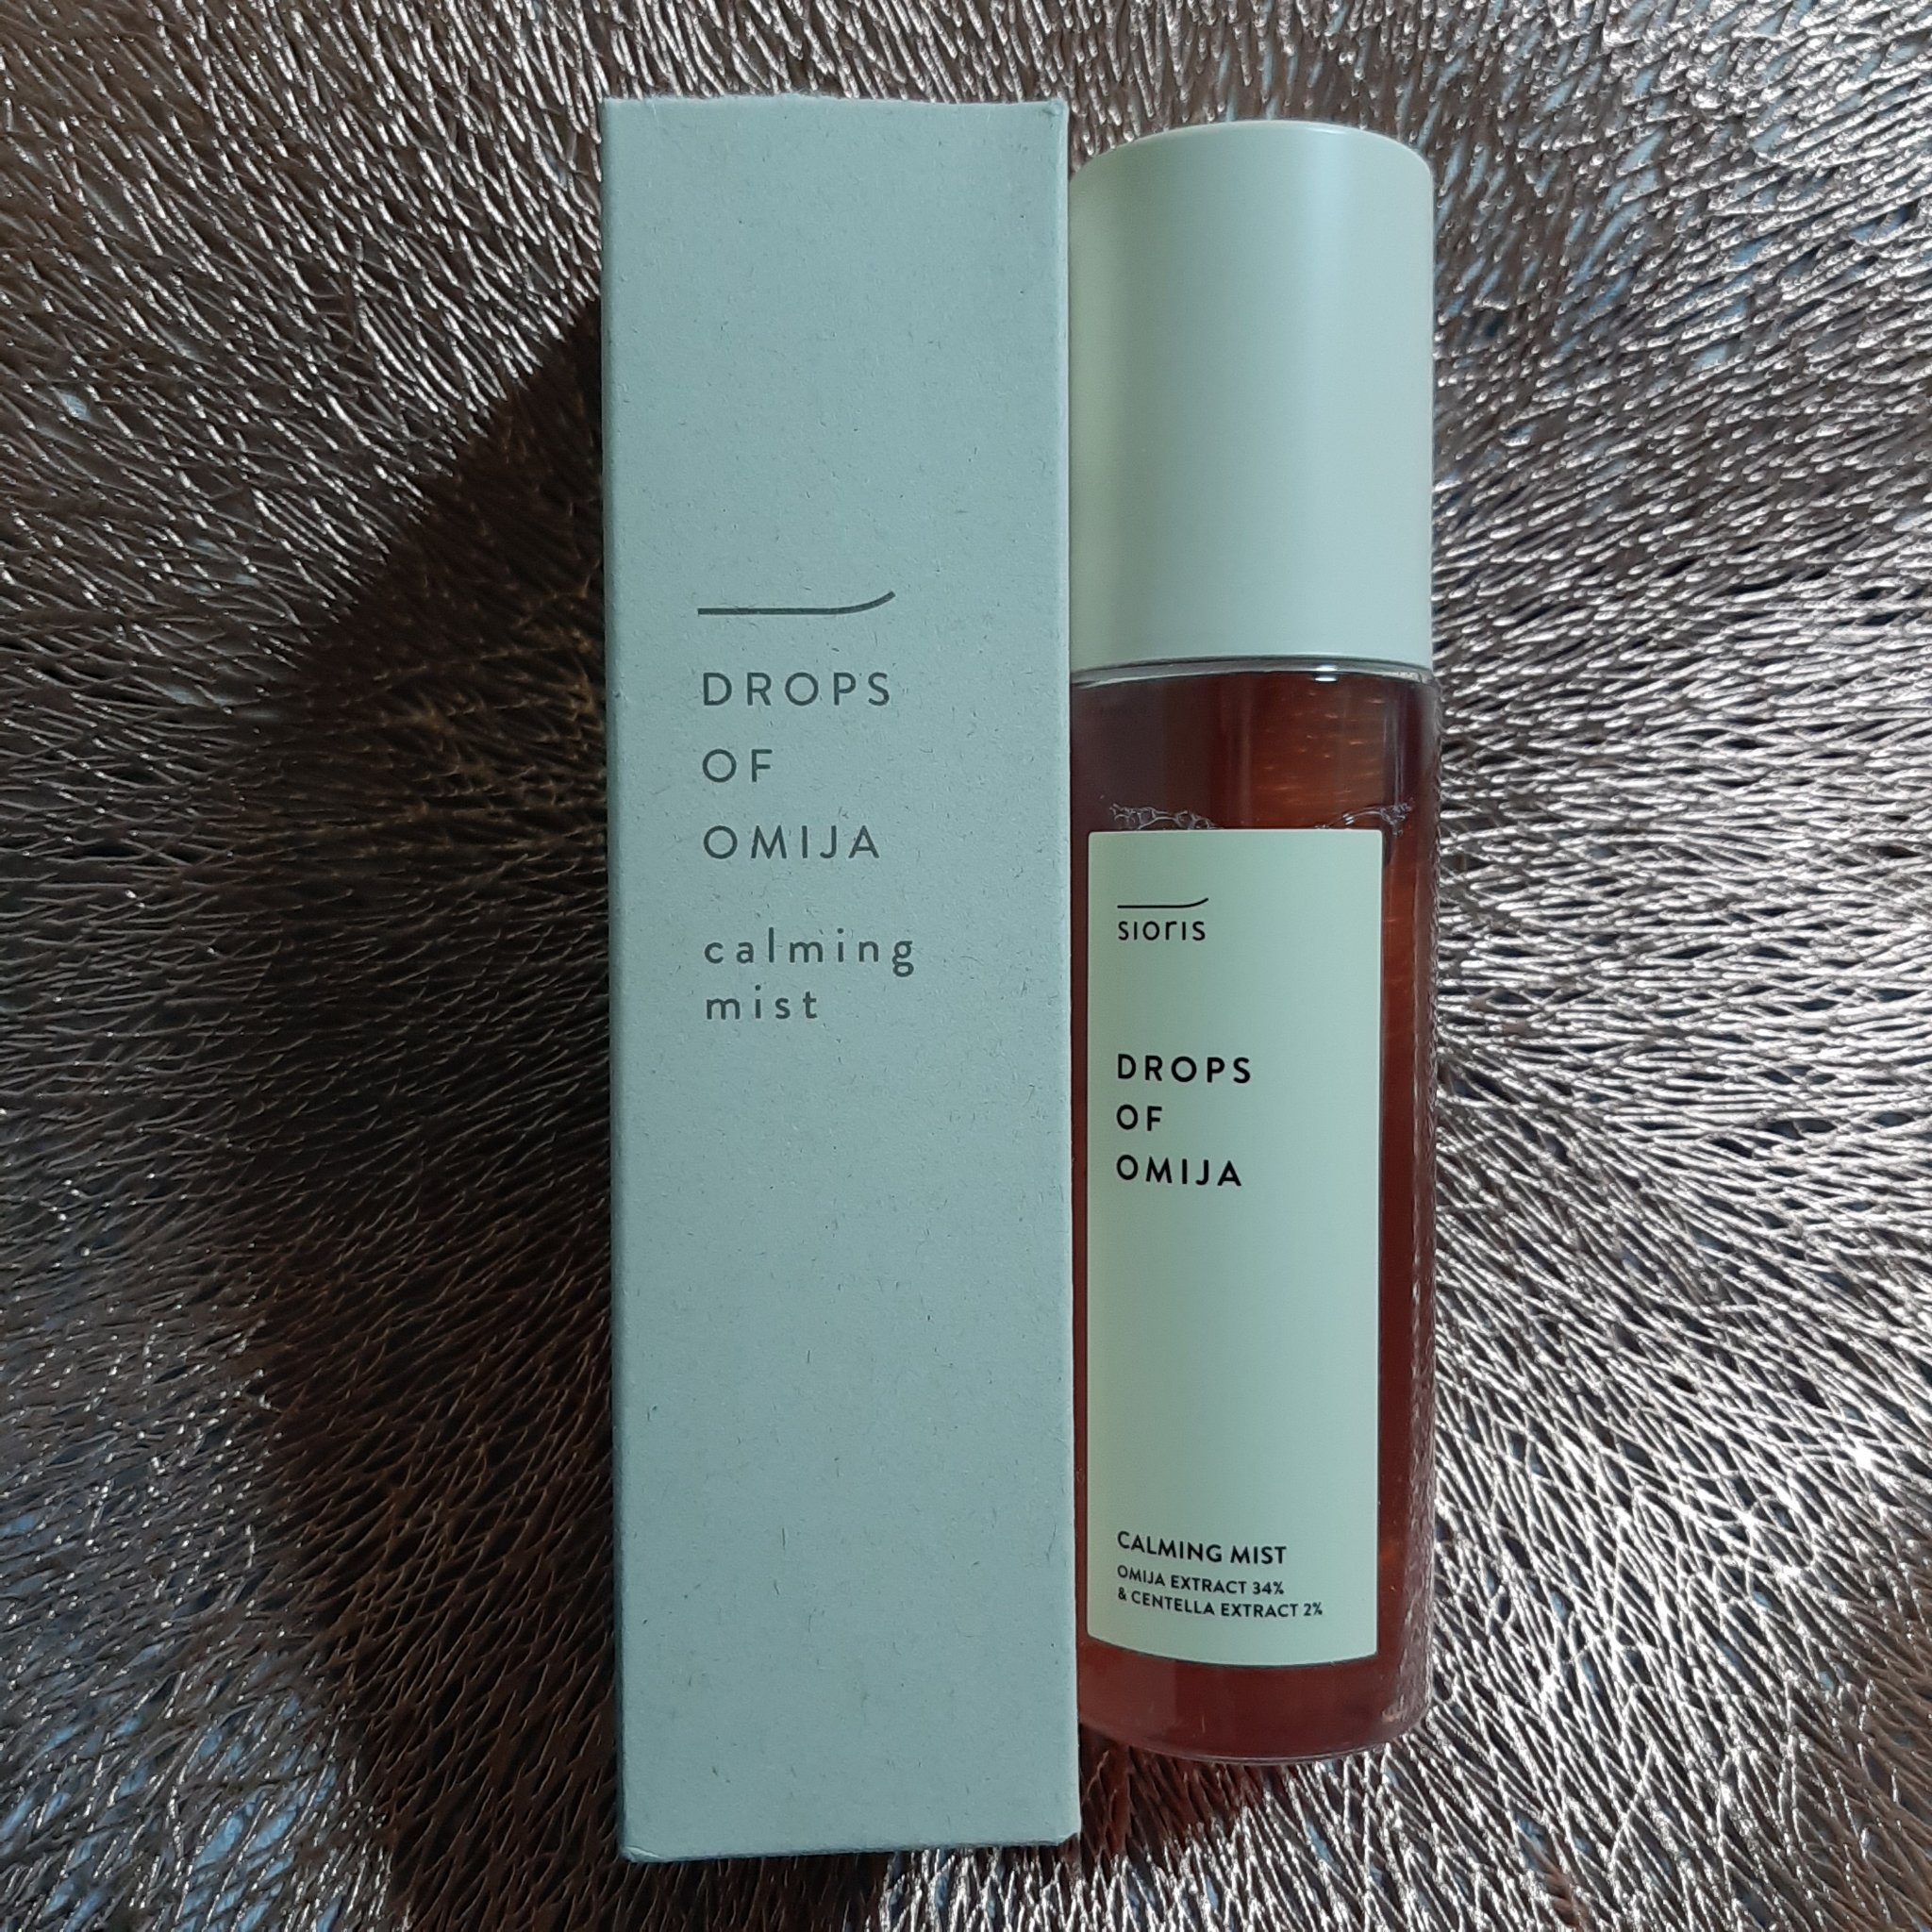 DROPS
OF
OMIJA
calming
mist
sioris
DROPS
OF
OMIJA
CALMING MIST
OMIJA EXTRACT 34%
& CENTELLA EXTRACT 2%